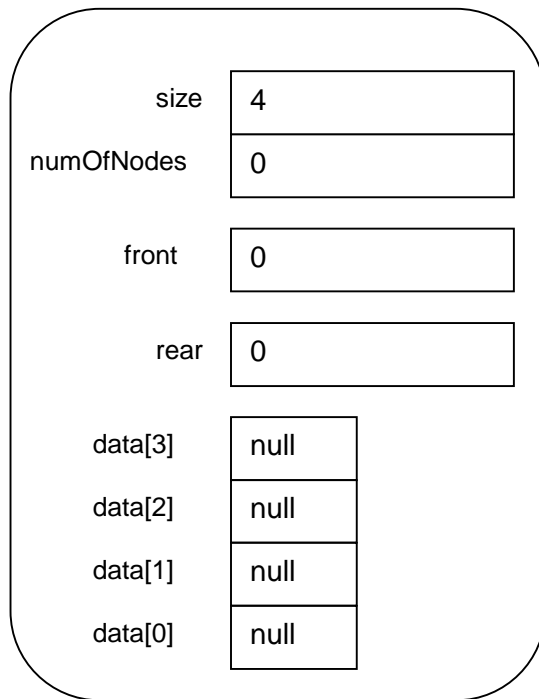 size 4
numOfNodes 0
front 0
rear 0
data[3] null
data[2] null
data[1] null
data[0] null